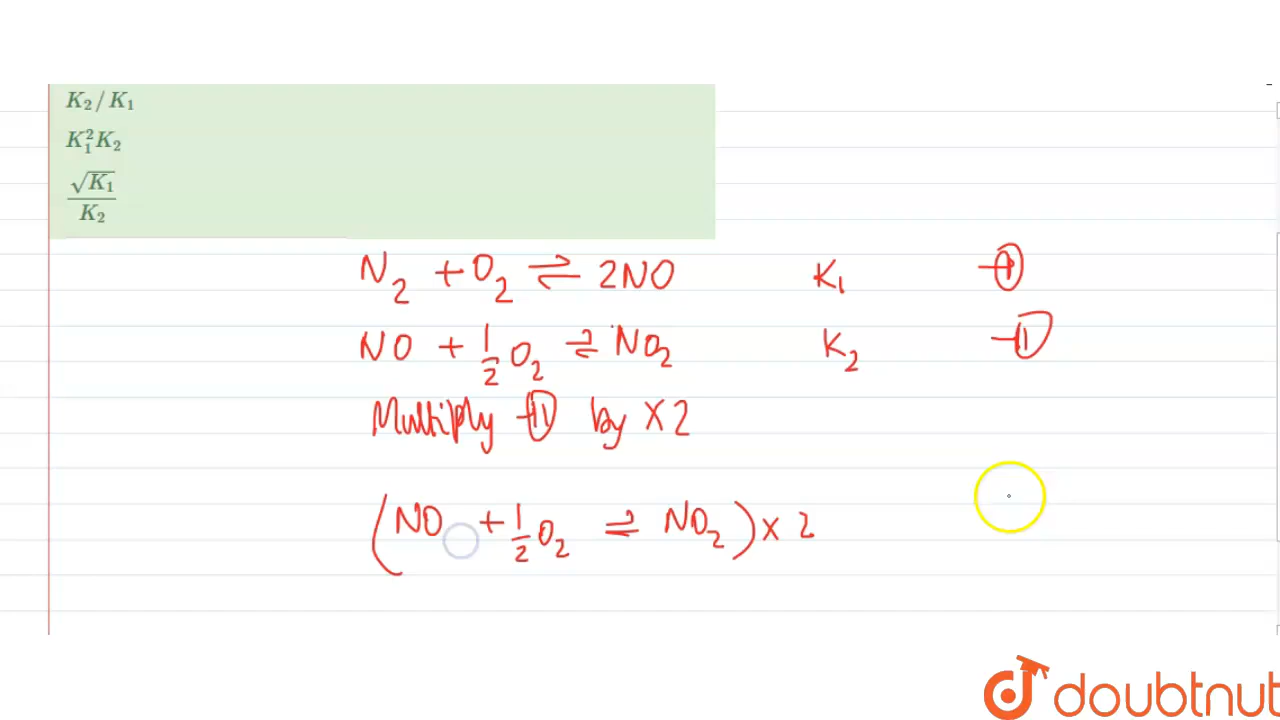 K₂ / K₁
K₁²K₂
√K₁ / K₂
N₂ + O₂ ⇌ 2NO K₁ —Ⓘ
NO + 1/2 O₂ ⇌ NO₂ K₂ —(II)
Multiply —(II) by × 2
(NO + 1/2 O₂ ⇌ NO₂) × 2
doubtnut